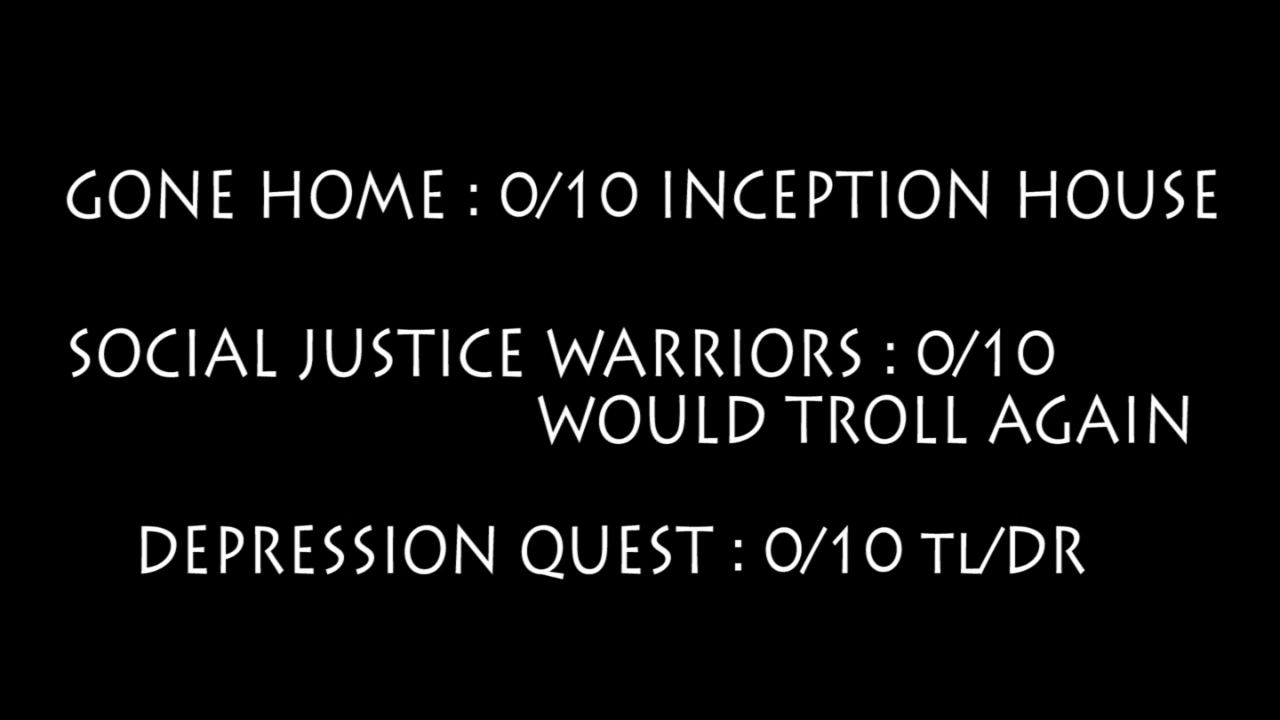 GONE HOME : 0/10 INCEPTION HOUSE
SOCIAL JUSTICE WARRIORS : 0/10
WOULD TROLL AGAIN
DEPRESSION QUEST : 0/10 TL/DR